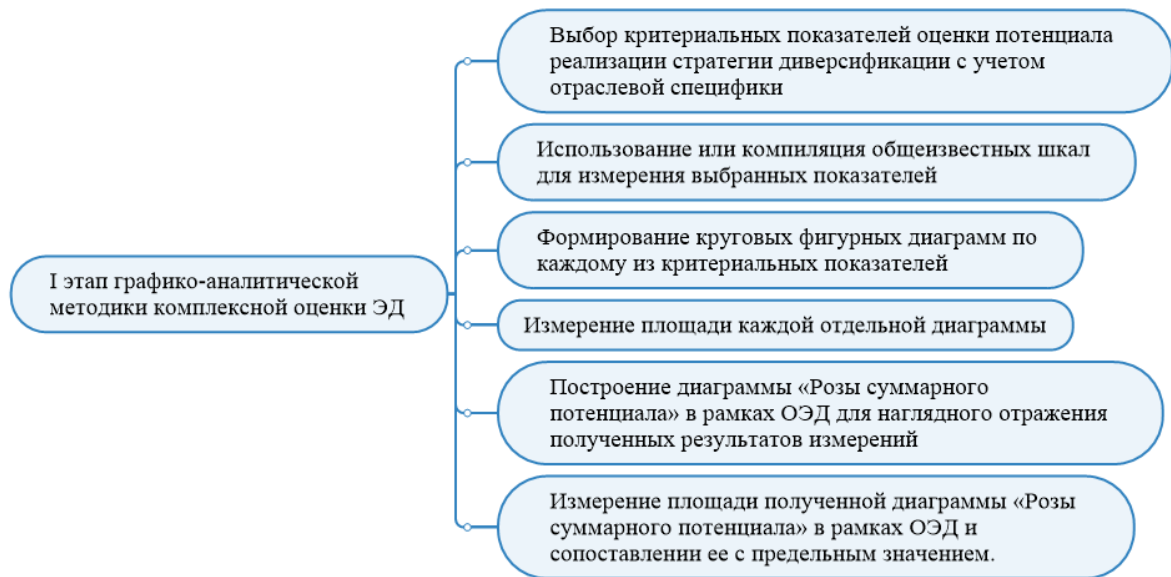 Выбор критериальных показателей оценки потенциала
реализации стратегии диверсификации с учетом
отраслевой специфики
Использование или компиляция общеизвестных шкал
для измерения выбранных показателей
Формирование круговых фигурных диаграмм по
каждому из критериальных показателей
I этап графико-аналитической
методики комплексной оценки ЭД
Измерение площади каждой отдельной диаграммы
Построение диаграммы «Розы суммарного
потенциала» в рамках ОЭД для наглядного отражения
полученных результатов измерений
Измерение площади полученной диаграммы «Розы
суммарного потенциала» в рамках ОЭД и
сопоставлении ее с предельным значением.